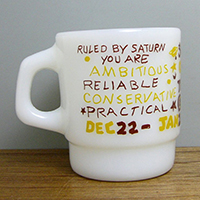 RULED BY SATURN
YOU ARE
AMBITIOUS
RELIABLE
CONSERVATIVE
★PRACTICAL★
DEC 22 - JAN